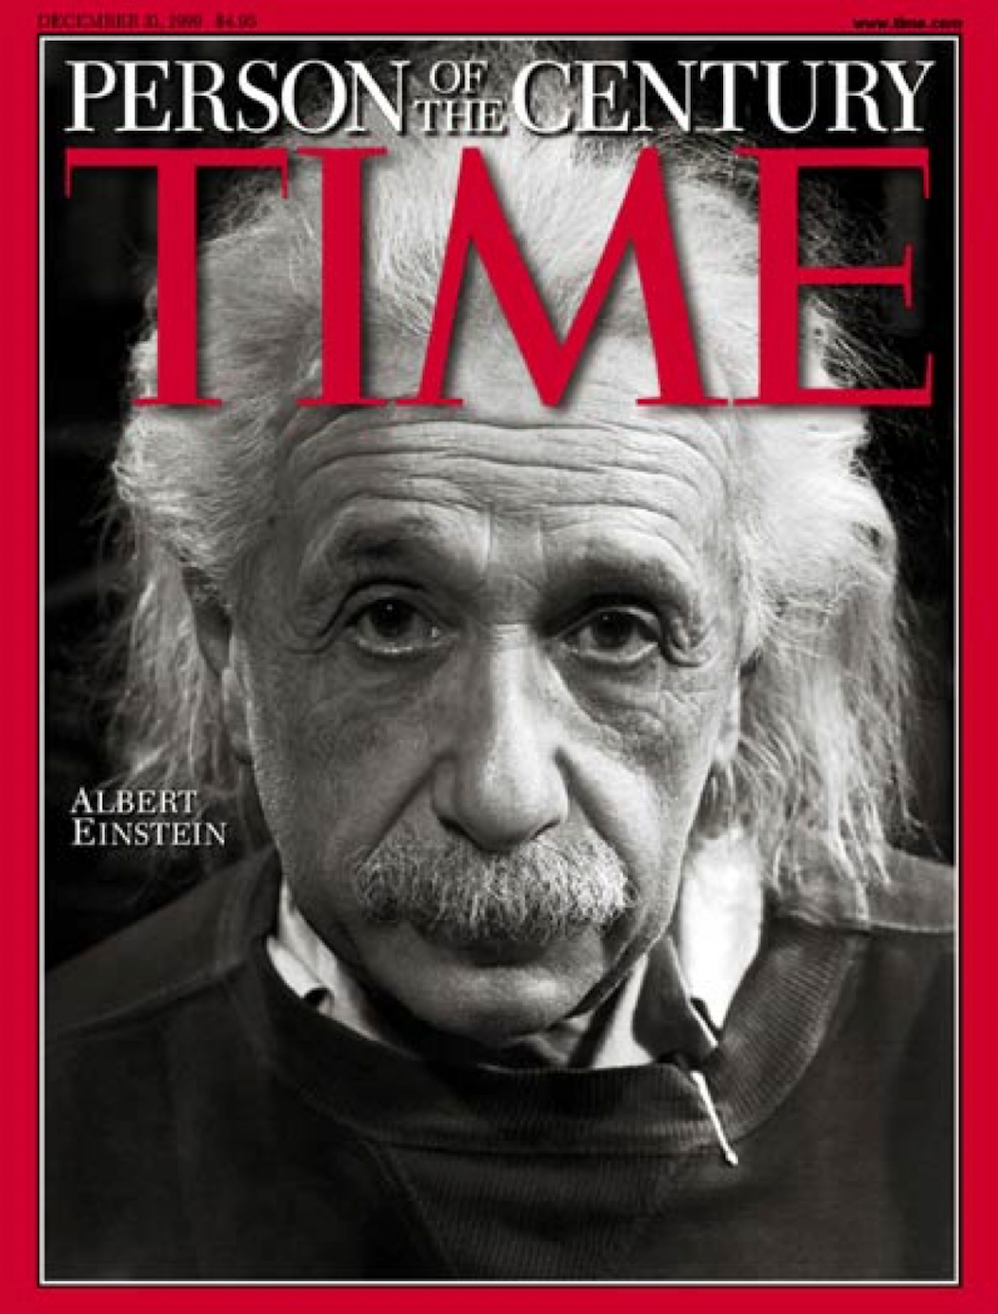 DECEMBER 31, 1999 $4.95
www.time.com
PERSON OF THE CENTURY
TIME
ALBERT
EINSTEIN